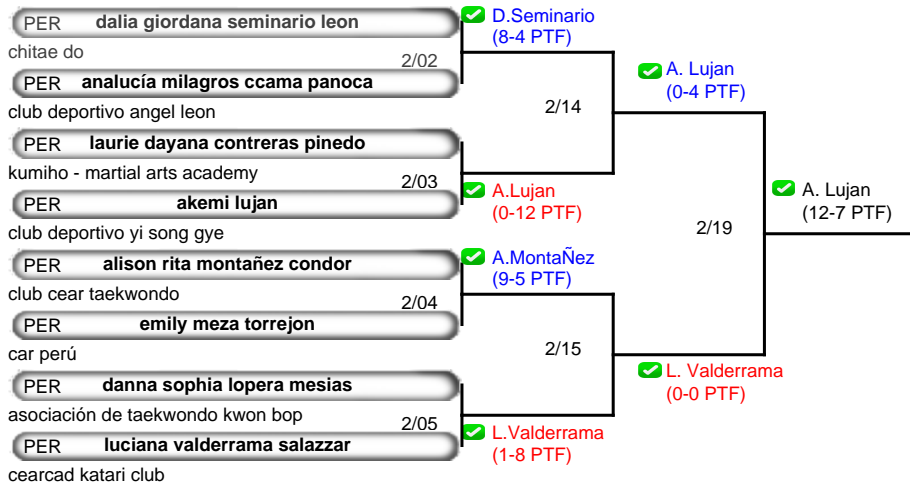 PER dalia giordana seminario leon
chitae do
2/02
PER analucía milagros ccama panoca
club deportivo angel leon
PER laurie dayana contreras pinedo
kumiho - martial arts academy
2/03
PER akemi lujan
club deportivo yi song gye
PER alison rita montañez condor
club cear taekwondo
2/04
PER emily meza torrejon
car perú
PER danna sophia lopera mesias
asociación de taekwondo kwon bop
2/05
PER luciana valderrama salazzar
cearcad katari club
D.Seminario
(8-4 PTF)
2/14
A.Lujan
(0-12 PTF)
A.MontaÑez
(9-5 PTF)
2/15
L.Valderrama
(1-8 PTF)
A. Lujan
(0-4 PTF)
2/19
L. Valderrama
(0-0 PTF)
A. Lujan
(12-7 PTF)